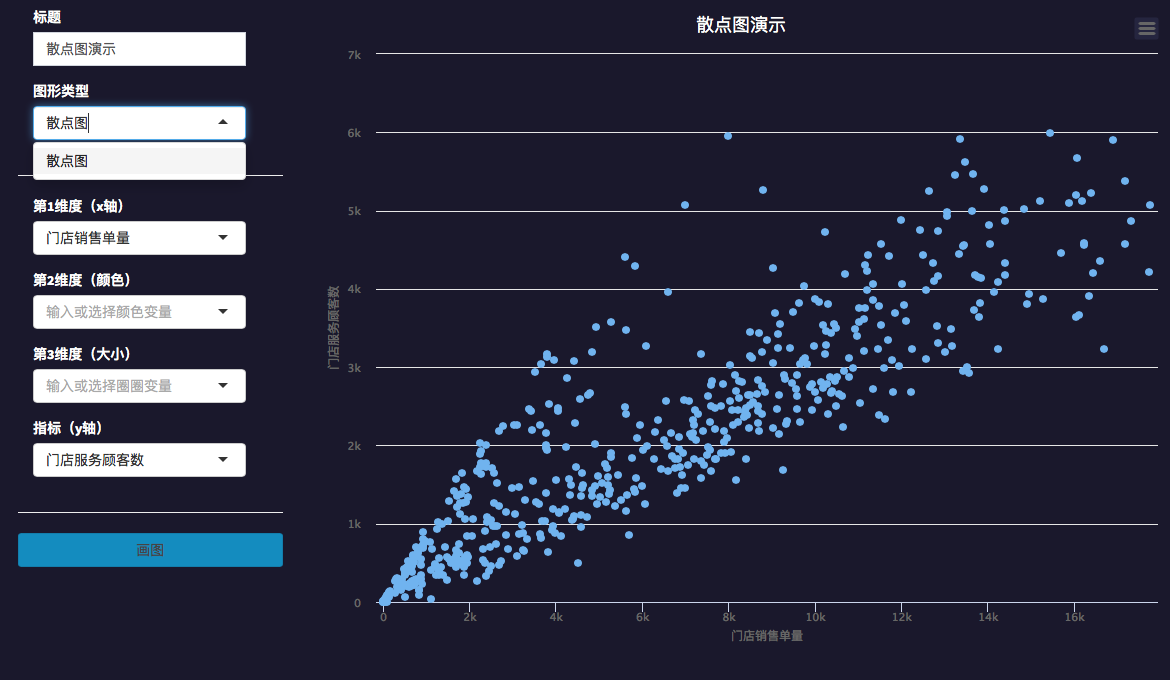 标题
散点图演示
图形类型
散点图
散点图
第1维度（x轴）
门店销售单量
第2维度（颜色）
输入或选择颜色变量
第3维度（大小）
输入或选择圈圈变量
指标（y轴）
门店服务顾客数
画图
散点图演示
7k
6k
5k
4k
3k
2k
1k
0
门店服务顾客数
0
2k
4k
6k
8k
10k
12k
14k
16k
门店销售单量